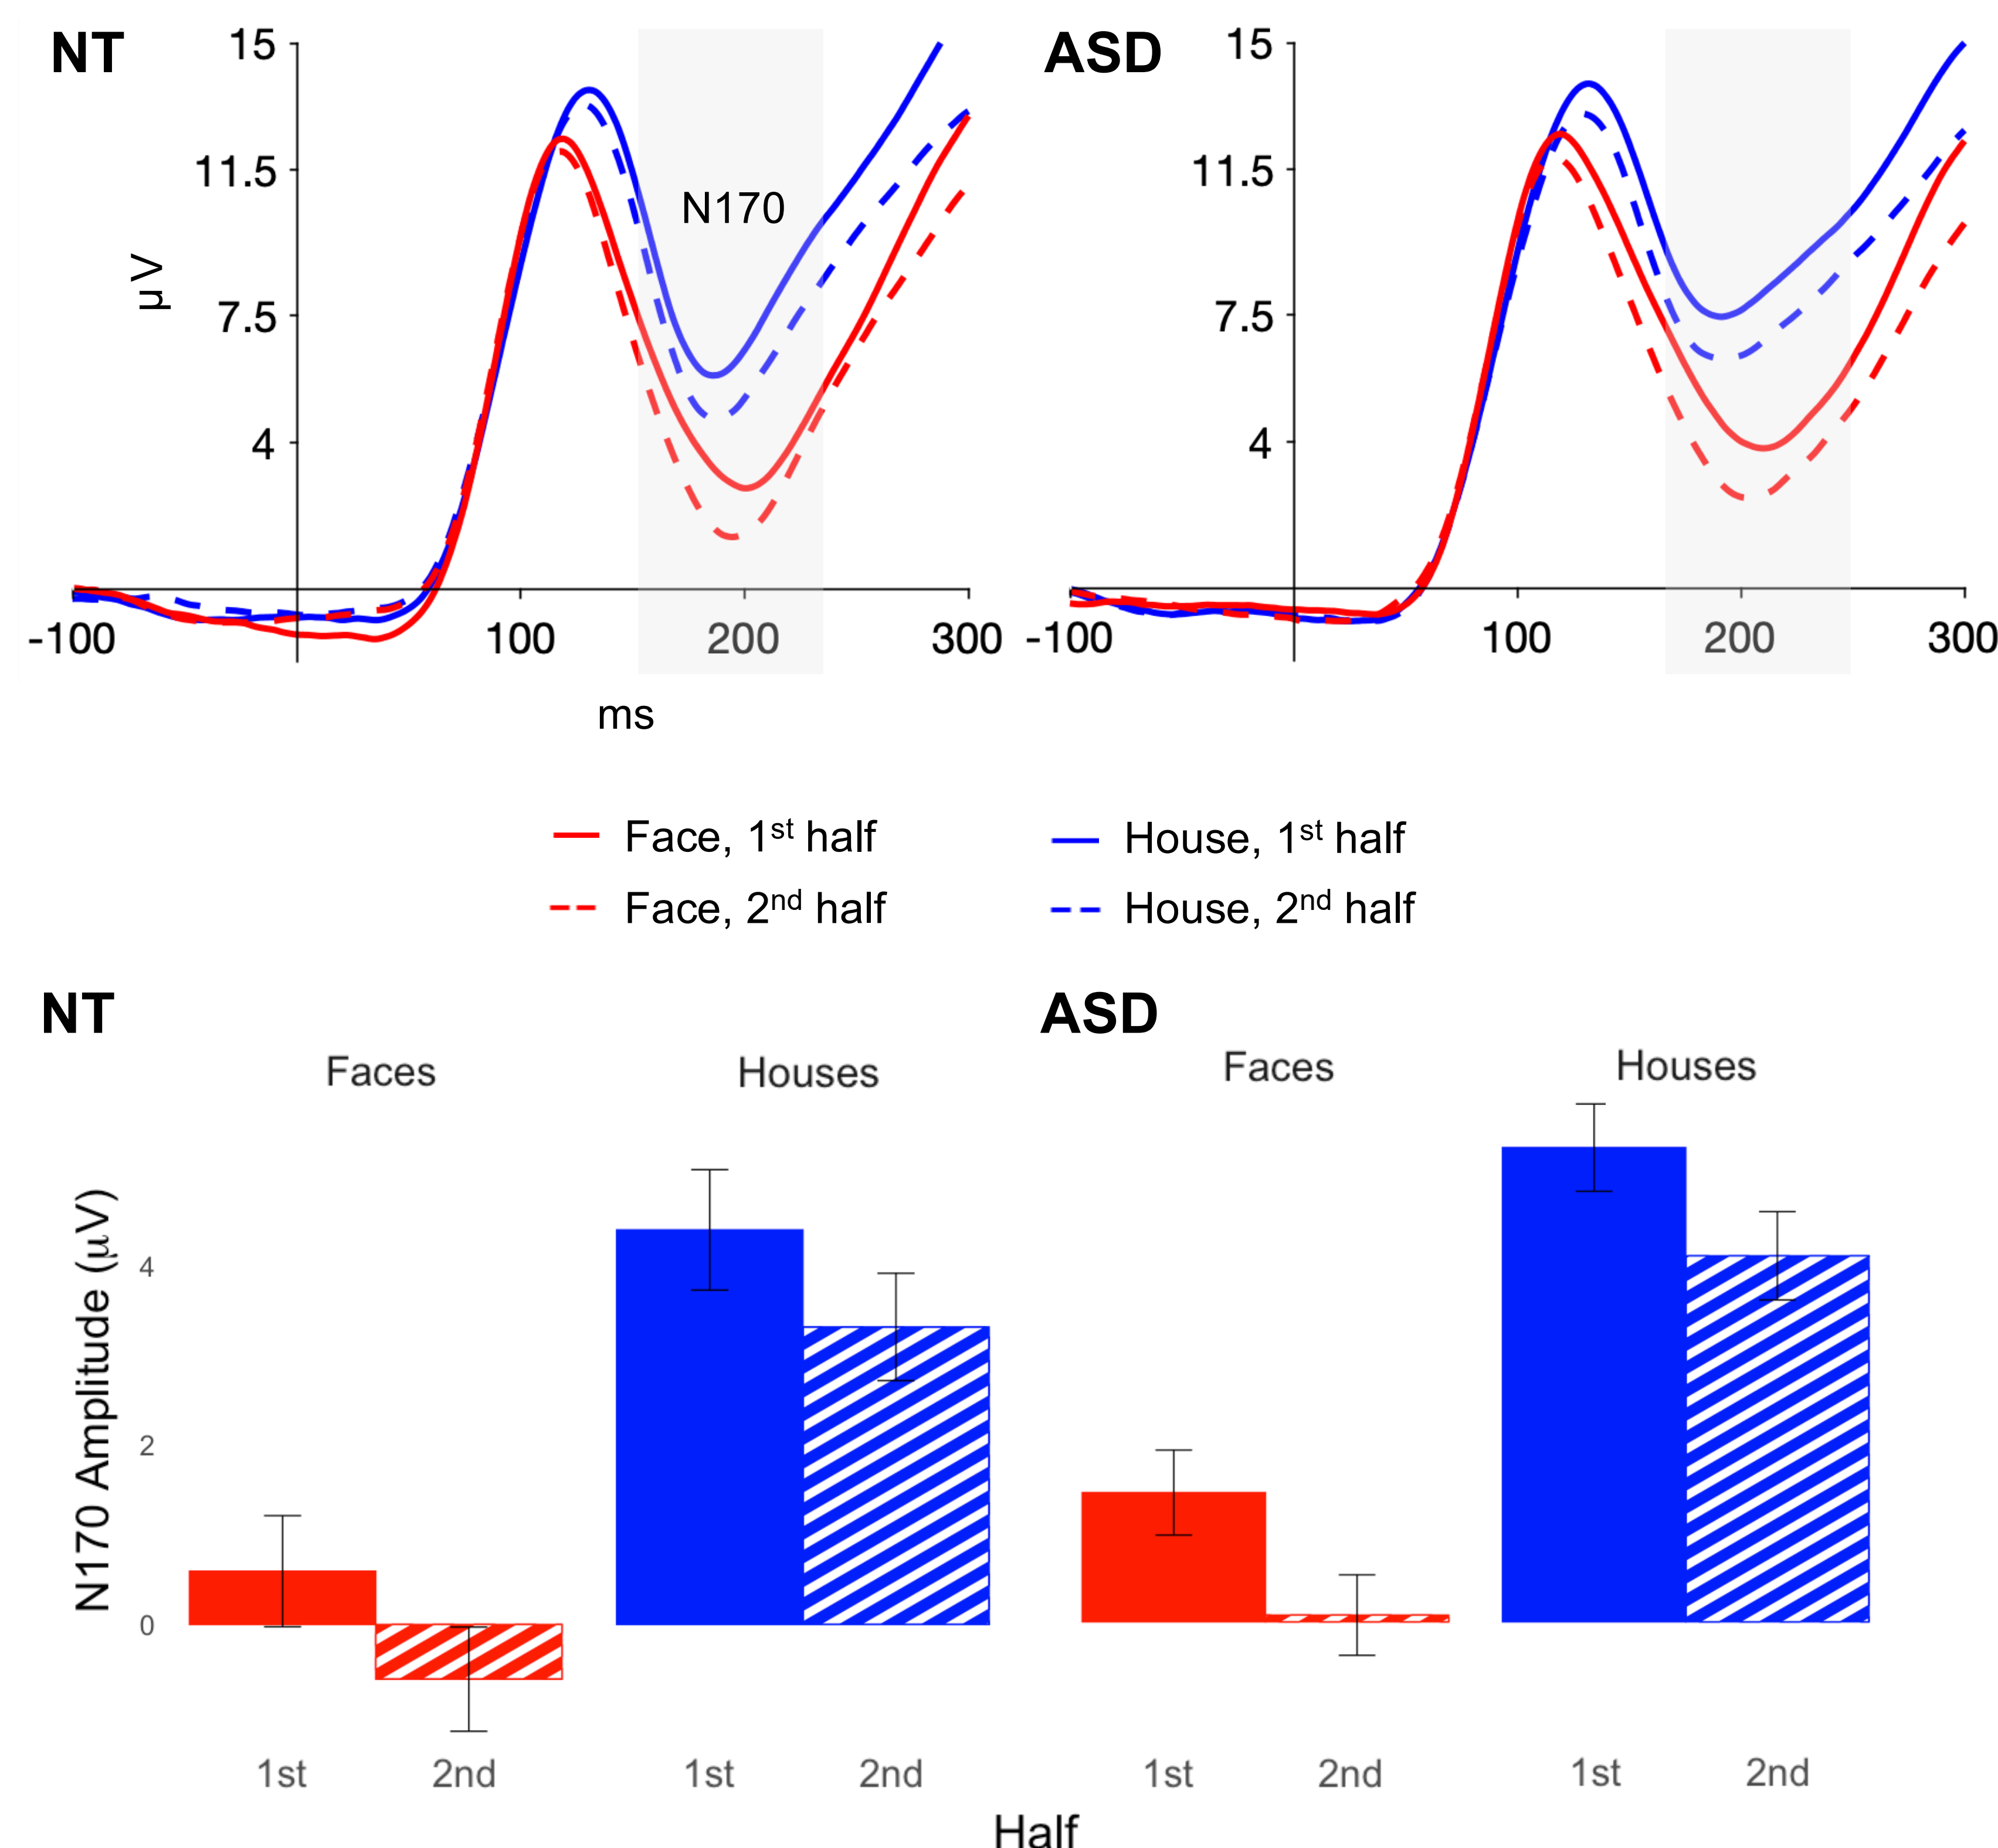 NT
15
11.5
7.5
4
µV
N170
-100
100
200
300
ms
ASD
15
11.5
7.5
4
-100
100
200
300
Face, 1st half
House, 1st half
Face, 2nd half
House, 2nd half
NT
Faces
Houses
N170 Amplitude (µV)
4
2
0
1st
2nd
1st
2nd
ASD
Faces
Houses
1st
2nd
1st
2nd
Half